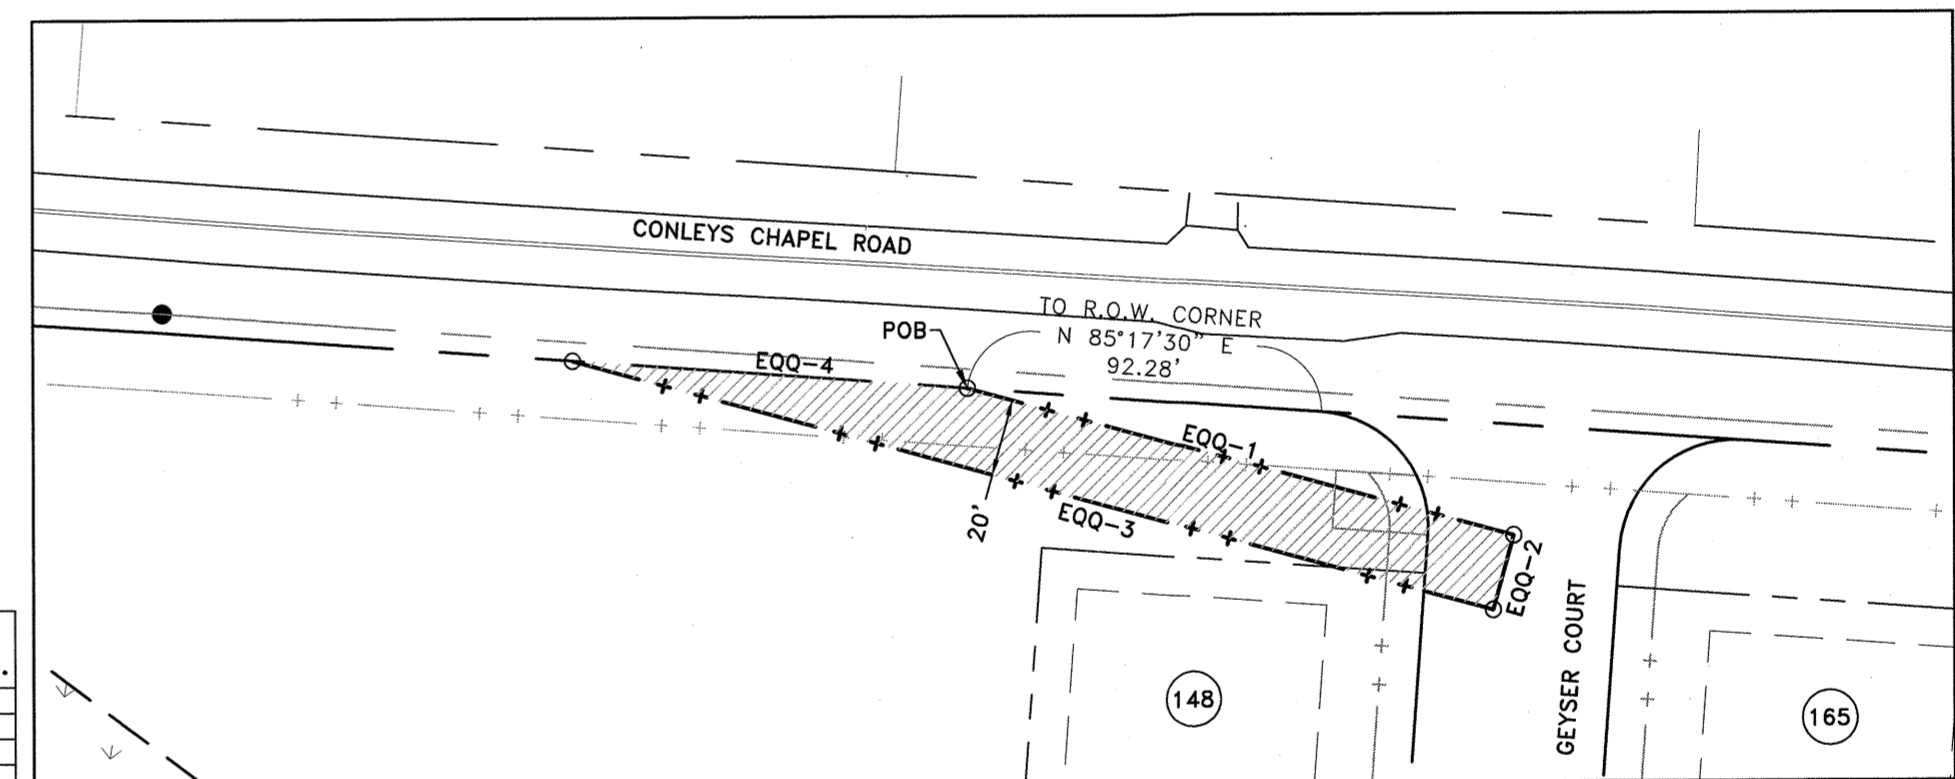 CONLEYS CHAPEL ROAD
TO R.O.W. CORNER
N 85°17'30" E
92.28'
POB
EQQ-4
EQQ-1
20'
EQQ-3
EQQ-2
GEYSER COURT
148
165